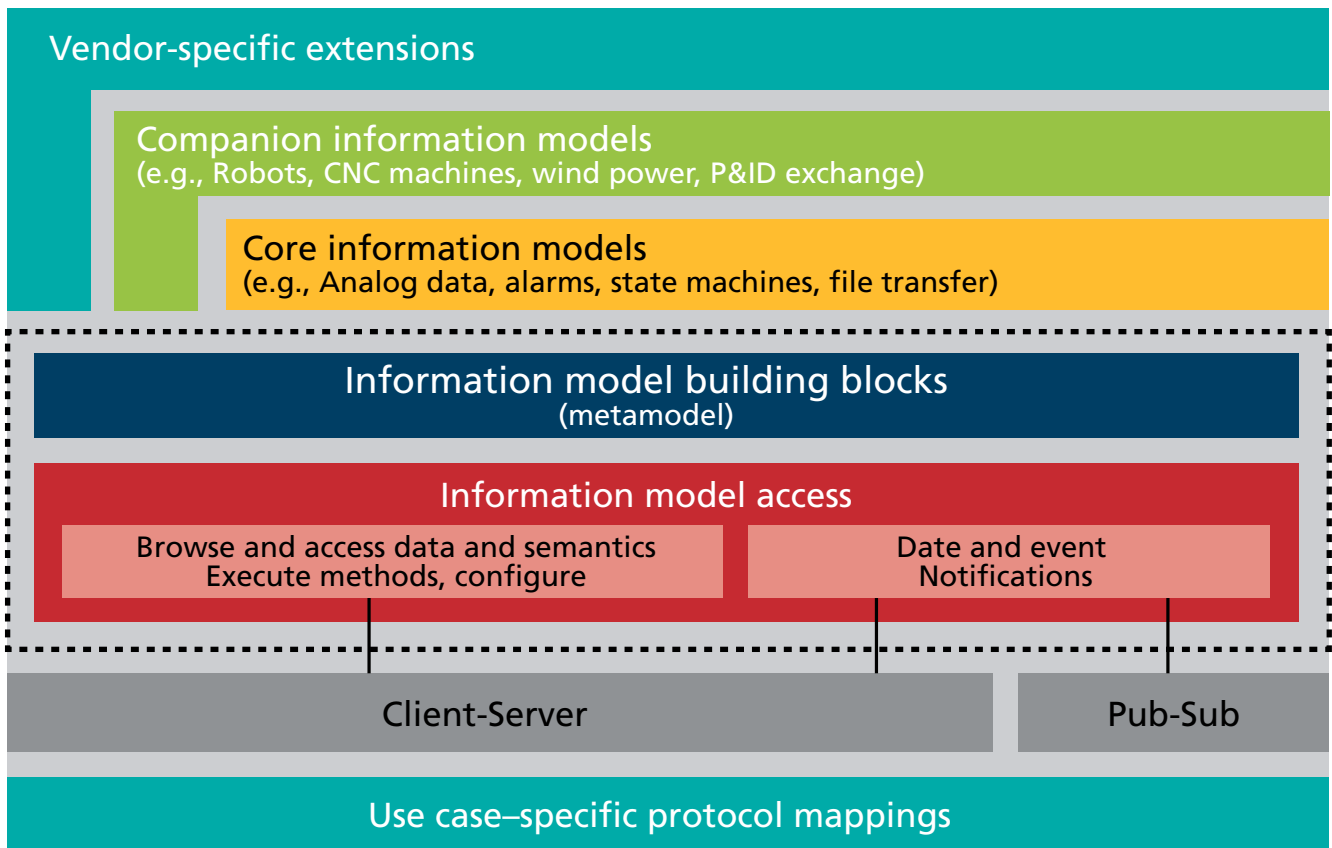 Vendor-specific extensions
Companion information models
(e.g., Robots, CNC machines, wind power, P&ID exchange)
Core information models
(e.g., Analog data, alarms, state machines, file transfer)
Information model building blocks
(metamodel)
Information model access
Browse and access data and semantics
Execute methods, configure
Date and event
Notifications
Client-Server
Pub-Sub
Use case–specific protocol mappings